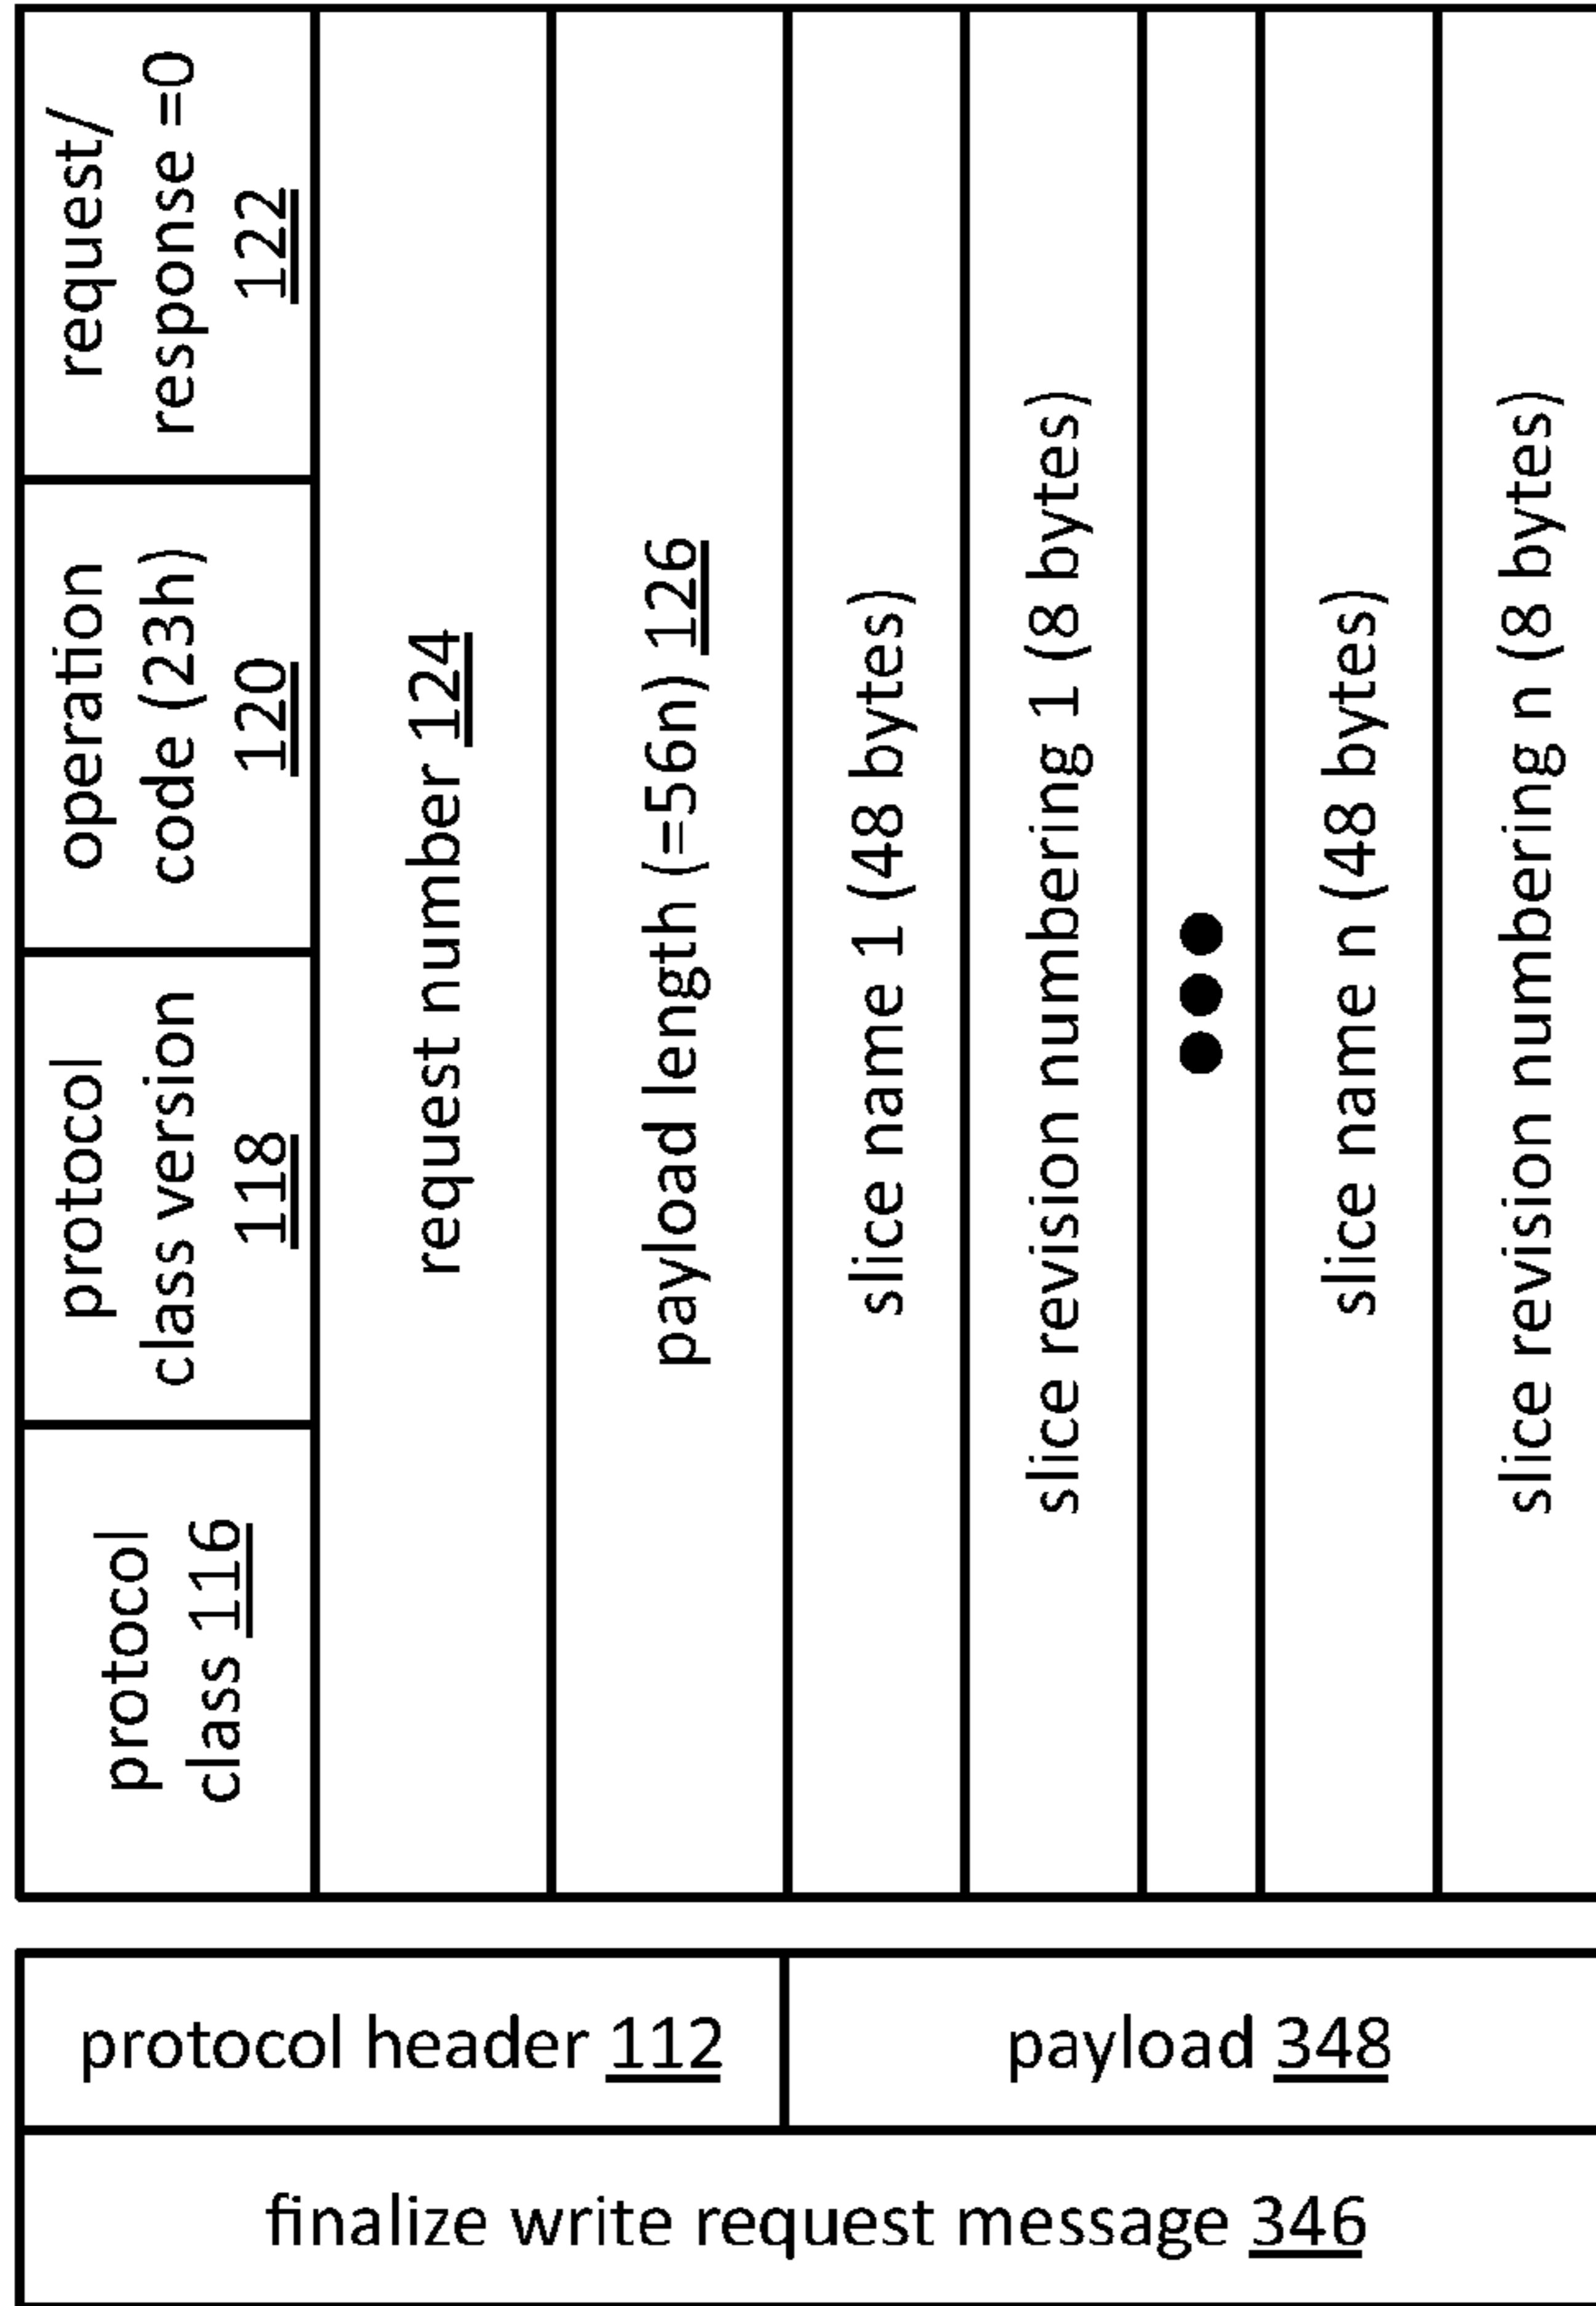 protocol
class 116
protocol
class version
118
operation
code (23h)
120
request/
response =0
122
request number 124
payload length (=56n) 126
slice name 1 (48 bytes)
slice revision numbering 1 (8 bytes)
●●●
slice name n (48 bytes)
slice revision numbering n (8 bytes)
protocol header 112
payload 348
finalize write request message 346